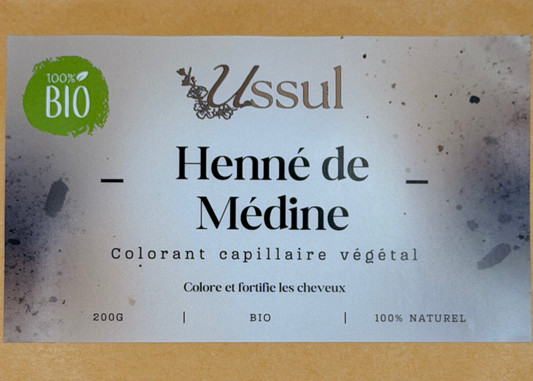 100%
BIO
Ussul
Henné de
Médine
Colorant capillaire végétal
Colore et fortifie les cheveux
200G | BIO | 100% NATUREL